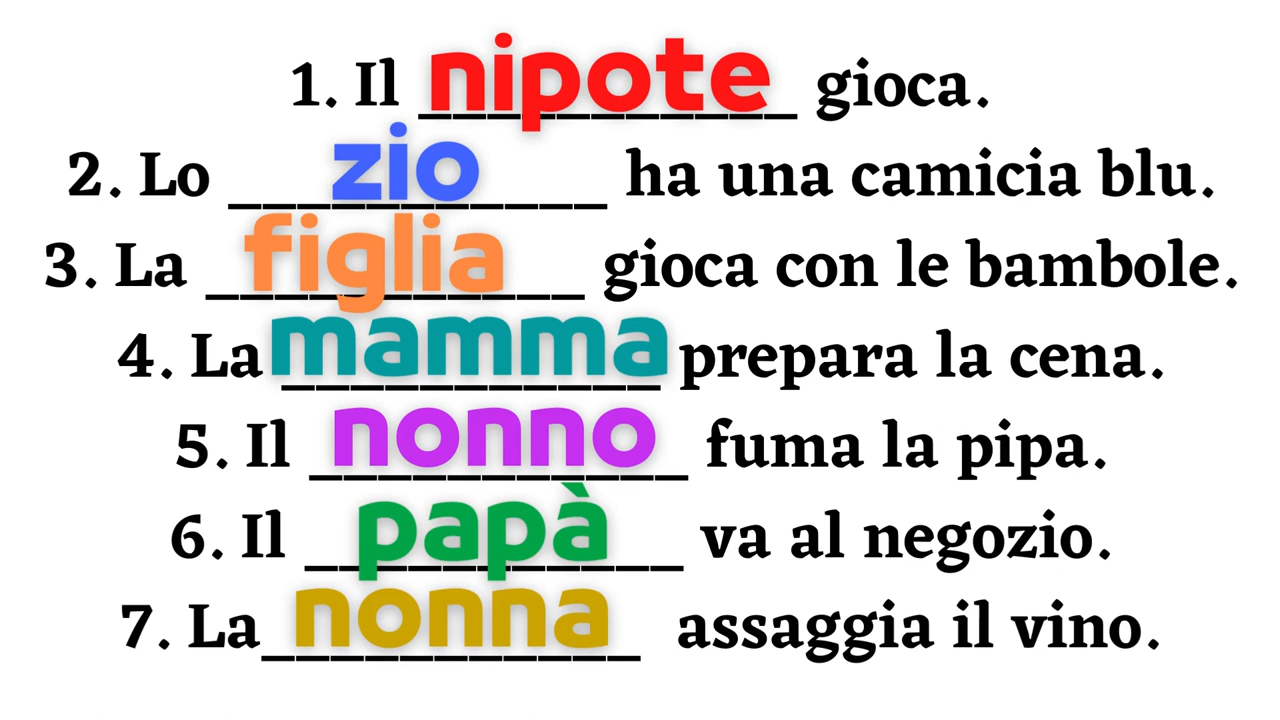 1. Il nipote gioca.
2. Lo zio ha una camicia blu.
3. La figlia gioca con le bambole.
4. La mamma prepara la cena.
5. Il nonno fuma la pipa.
6. Il papà va al negozio.
7. La nonna assaggia il vino.